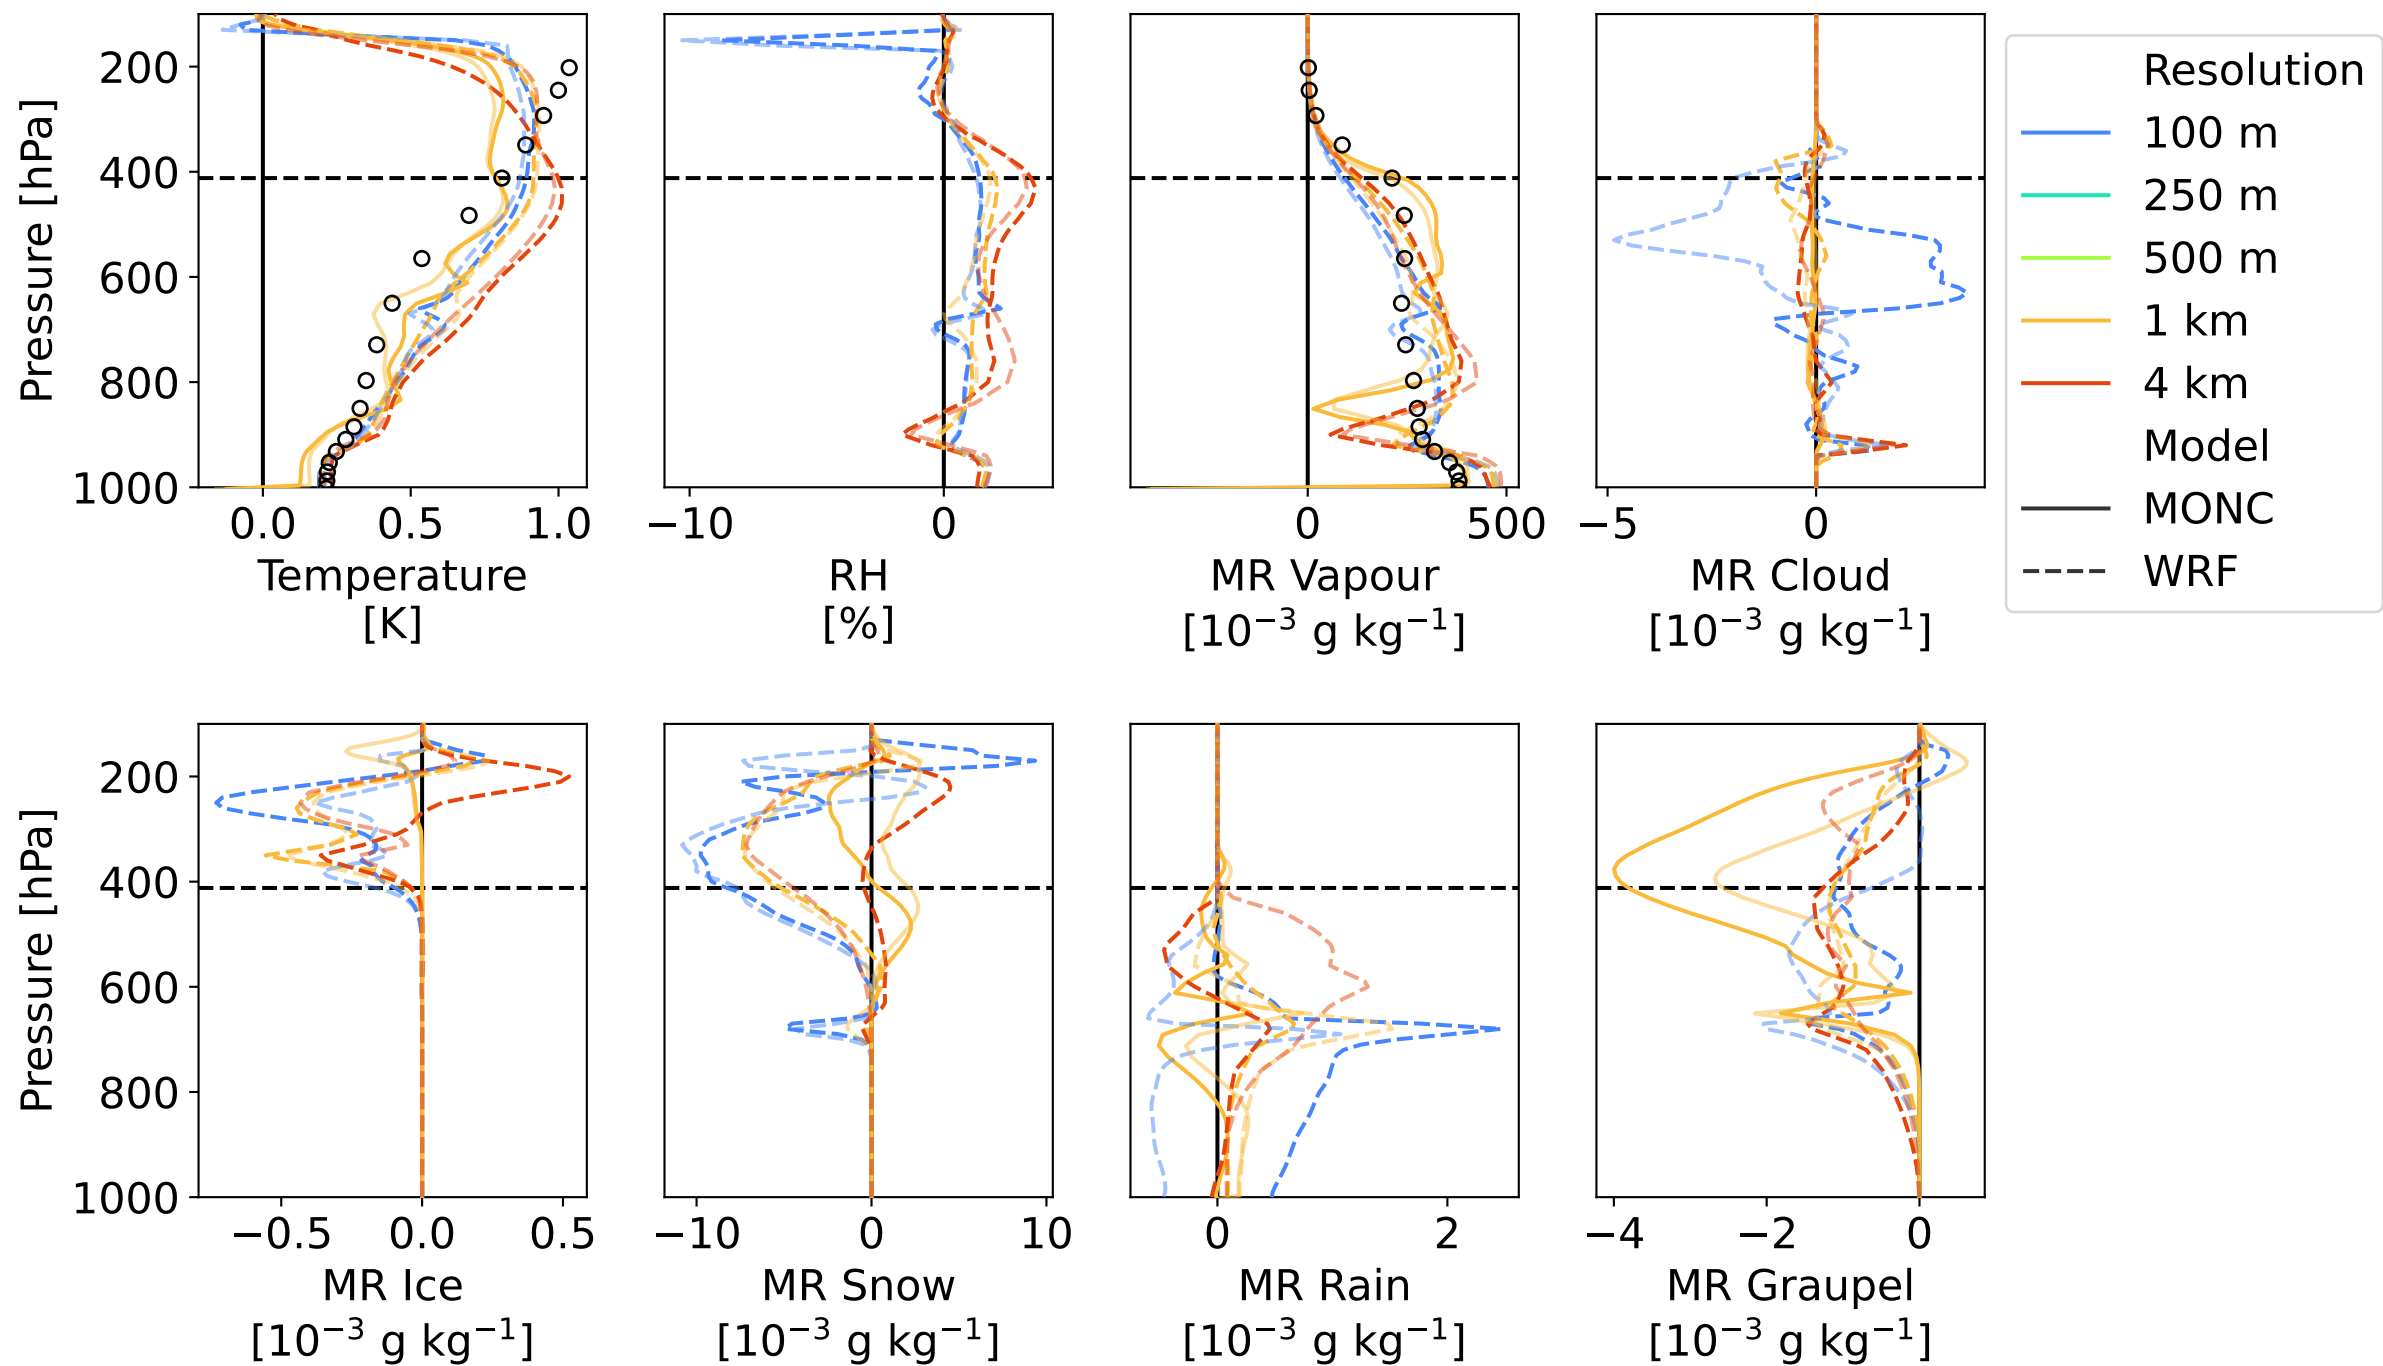 Pressure [hPa]
200
400
600
800
1000
0.0 0.5 1.0
Temperature
[K]
−10 0
RH
[%]
0 500
MR Vapour
[10⁻³ g kg⁻¹]
−5 0
MR Cloud
[10⁻³ g kg⁻¹]
Resolution
100 m
250 m
500 m
1 km
4 km
Model
MONC
WRF
Pressure [hPa]
200
400
600
800
1000
−0.5 0.0 0.5
MR Ice
[10⁻³ g kg⁻¹]
−10 0 10
MR Snow
[10⁻³ g kg⁻¹]
0 2
MR Rain
[10⁻³ g kg⁻¹]
−4 −2 0
MR Graupel
[10⁻³ g kg⁻¹]